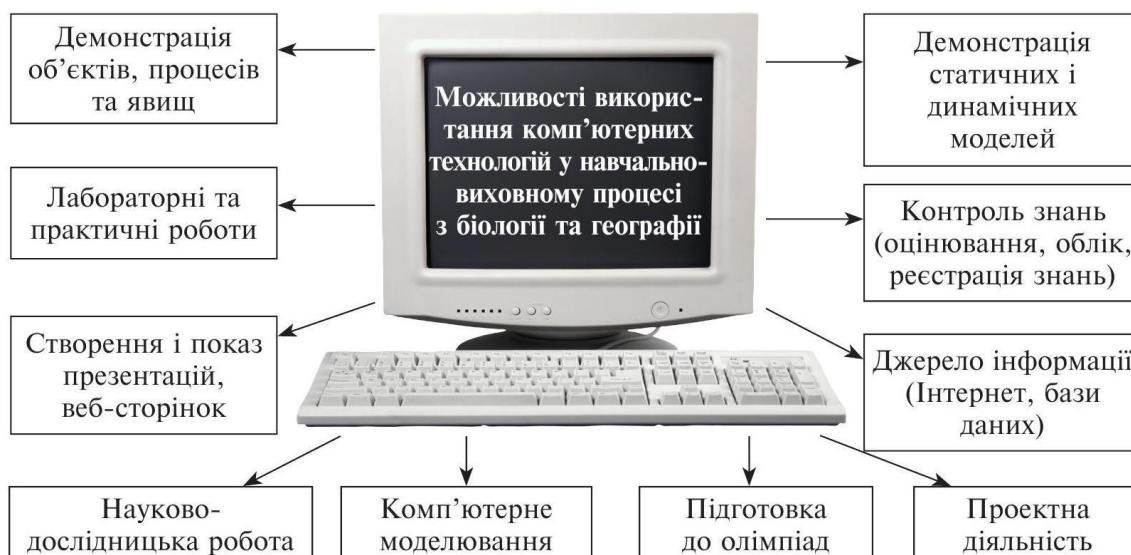 Демонстрація
об’єктів, процесів
та явищ
Лабораторні та
практичні роботи
Створення і показ
презентацій,
веб-сторінок
Можливості викорис-
тання комп’ютерних
технологій у навчально-
виховному процесі
з біології та географії
Демонстрація
статичних і
динамічних
моделей
Контроль знань
(оцінювання, облік,
реєстрація знань)
Джерело інформації
(Інтернет, бази
даних)
Науково-
дослідницька робота
Комп’ютерне
моделювання
Підготовка
до олімпіад
Проектна
діяльність